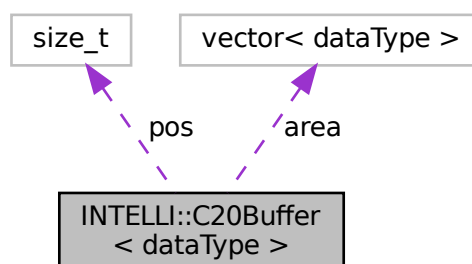 size_t
vector< dataType >
pos
area
INTELLI::C20Buffer
< dataType >